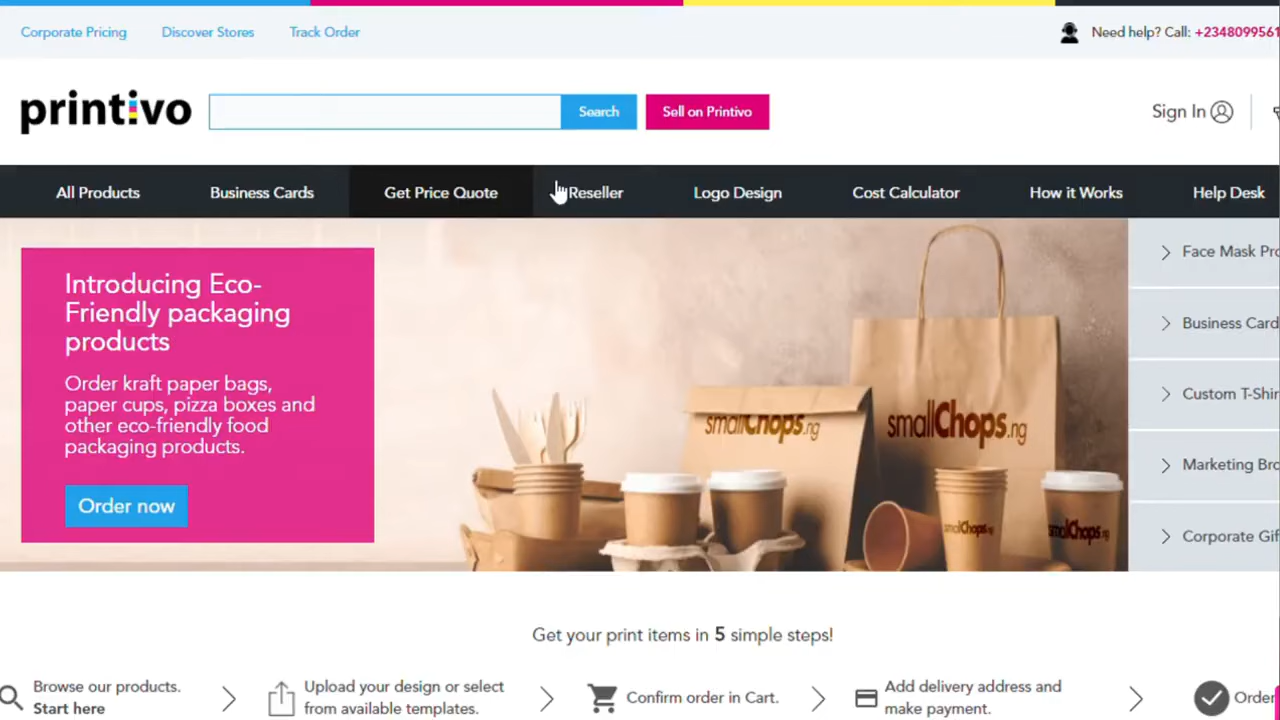 Corporate Pricing Discover Stores Track Order Need help? Call: +2348099561
printivo Search Sell on Printivo Sign In
All Products Business Cards Get Price Quote Reseller Logo Design Cost Calculator How it Works Help Desk
Introducing Eco-
Friendly packaging
products
Order kraft paper bags,
paper cups, pizza boxes and
other eco-friendly food
packaging products.
Order now
smallChops.ng
smallChops.ng
smallChops.ng
smallChops.ng
Face Mask Pro
Business Card
Custom T-Shir
Marketing Bro
Corporate Gif
Get your print items in 5 simple steps!
Browse our products.
Start here
Upload your design or select
from available templates.
Confirm order in Cart.
Add delivery address and
make payment.
Order